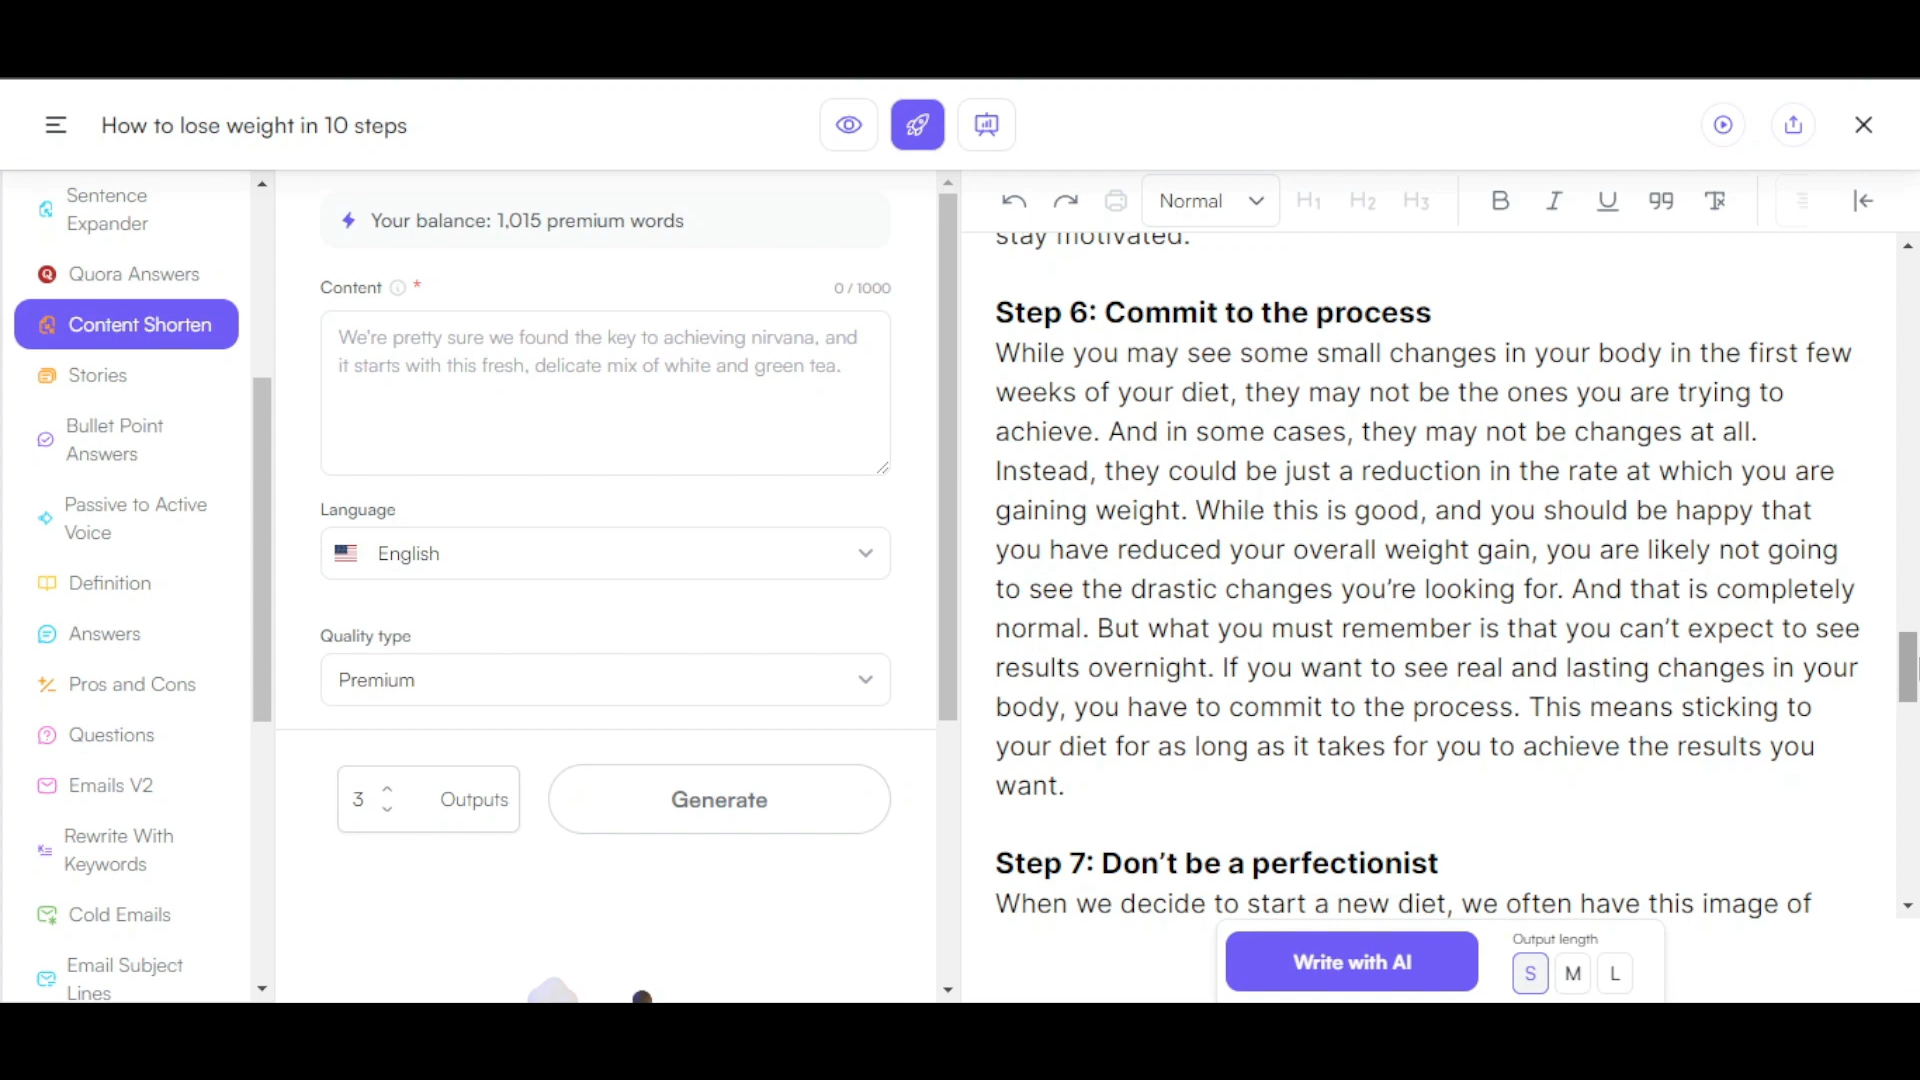 How to lose weight in 10 steps
Sentence
Expander
Quora Answers
Content Shorten
Stories
Bullet Point
Answers
Passive to Active
Voice
Definition
Answers
Pros and Cons
Questions
Emails V2
Rewrite With
Keywords
Cold Emails
Email Subject
Lines
Your balance: 1,015 premium words
Content *
0 / 1000
We're pretty sure we found the key to achieving nirvana, and
it starts with this fresh, delicate mix of white and green tea.
Language
English
Quality type
Premium
3 Outputs
Generate
Normal H1 H2 H3 B I U
stay motivated.
Step 6: Commit to the process
While you may see some small changes in your body in the first few
weeks of your diet, they may not be the ones you are trying to
achieve. And in some cases, they may not be changes at all.
Instead, they could be just a reduction in the rate at which you are
gaining weight. While this is good, and you should be happy that
you have reduced your overall weight gain, you are likely not going
to see the drastic changes you’re looking for. And that is completely
normal. But what you must remember is that you can’t expect to see
results overnight. If you want to see real and lasting changes in your
body, you have to commit to the process. This means sticking to
your diet for as long as it takes for you to achieve the results you
want.
Step 7: Don’t be a perfectionist
When we decide to start a new diet, we often have this image of
Write with AI
Output length
S M L